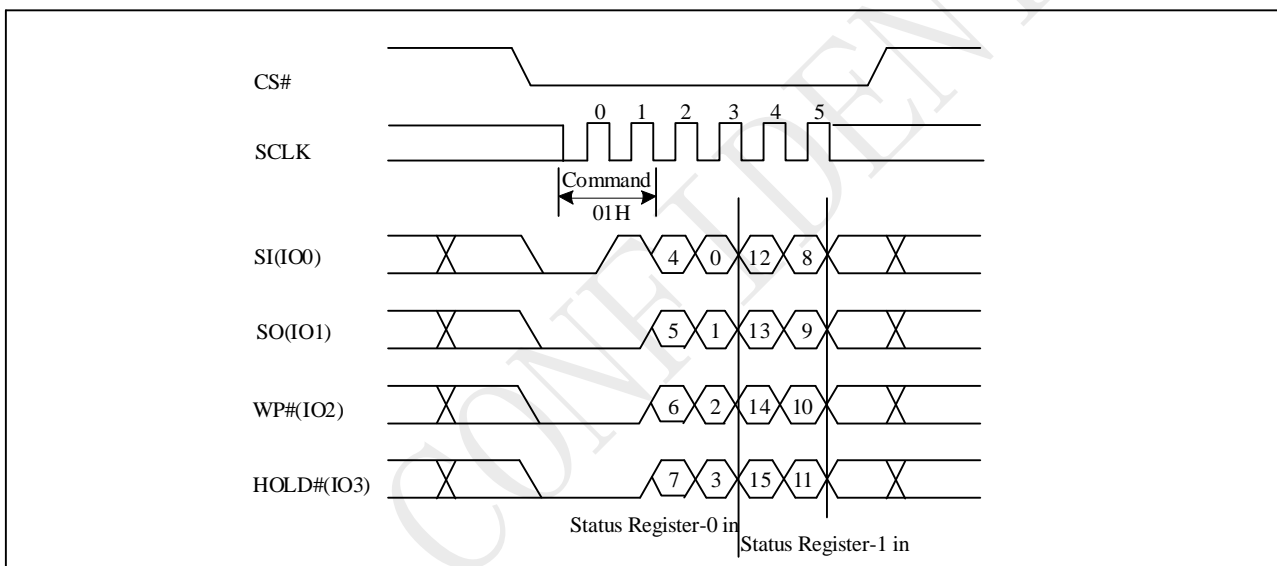 CS#
0 1 2 3 4 5
SCLK
Command
01H
SI(IO0) 4 0 12 8
SO(IO1) 5 1 13 9
WP#(IO2) 6 2 14 10
HOLD#(IO3) 7 3 15 11
Status Register-0 in
Status Register-1 in
CONFIDEN